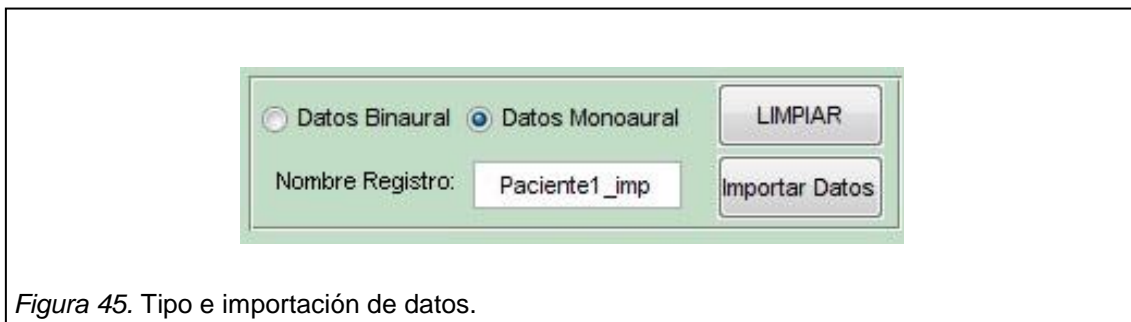 Datos Binaural Datos Monoaural LIMPIAR
Nombre Registro: Paciente1_imp Importar Datos
Figura 45. Tipo e importación de datos.